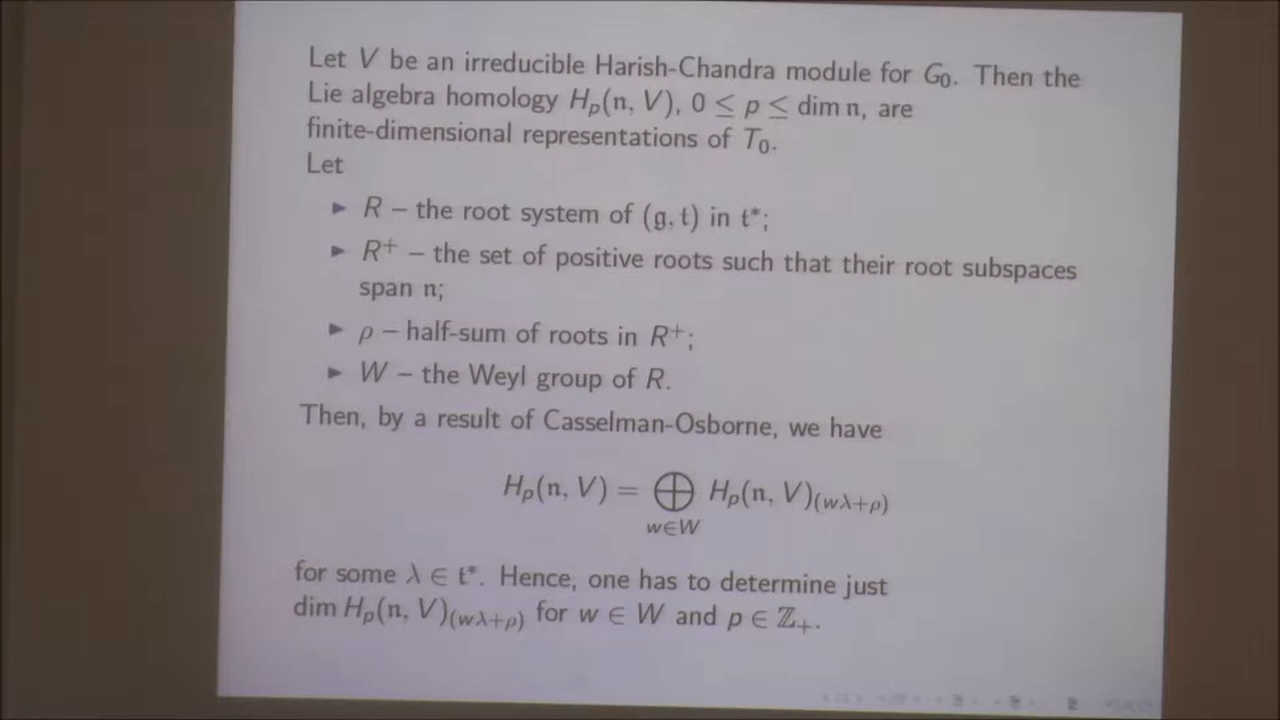 Let V be an irreducible Harish-Chandra module for G₀. Then the
Lie algebra homology Hₚ(𝔫, V), 0 ≤ p ≤ dim 𝔫, are
finite-dimensional representations of T₀.
Let
▶ R – the root system of (𝔤, 𝔱) in 𝔱*;
▶ R⁺ – the set of positive roots such that their root subspaces
span 𝔫;
▶ ρ – half-sum of roots in R⁺;
▶ W – the Weyl group of R.
Then, by a result of Casselman-Osborne, we have
Hₚ(𝔫, V) = ⨁ Hₚ(𝔫, V)_(wλ+ρ)
w∈W
for some λ ∈ 𝔱*. Hence, one has to determine just
dim Hₚ(𝔫, V)_(wλ+ρ) for w ∈ W and p ∈ ℤ₊.